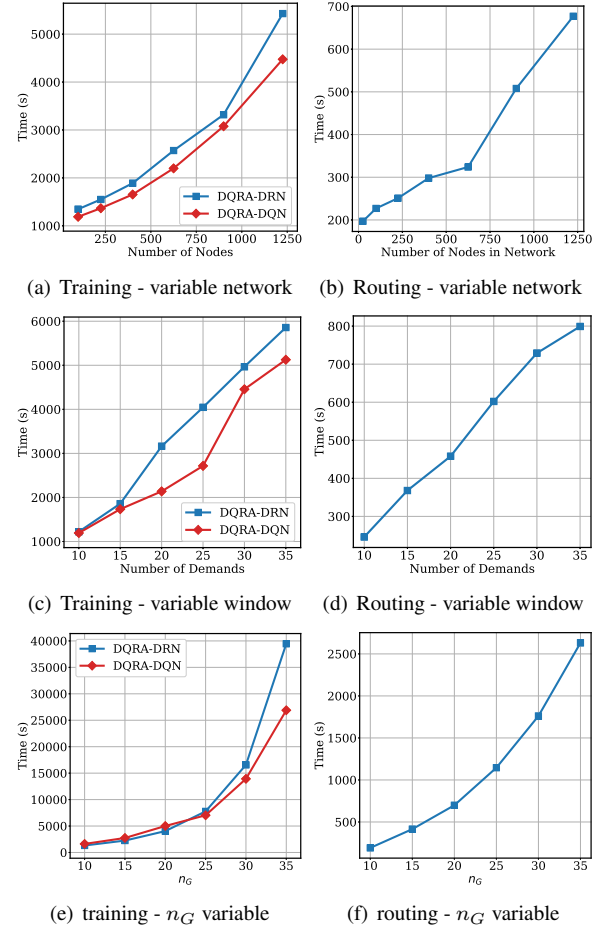 5000
4000
3000
2000
1000
Time (s)
DQRA-DRN
DQRA-DQN
250 500 750 1000 1250
Number of Nodes
(a) Training - variable network
700
600
500
400
300
200
Time (s)
0 250 500 750 1000 1250
Number of Nodes in Network
(b) Routing - variable network
6000
5000
4000
3000
2000
1000
Time (s)
DQRA-DRN
DQRA-DQN
10 15 20 25 30 35
Number of Demands
(c) Training - variable window
800
700
600
500
400
300
Time (s)
10 15 20 25 30 35
Number of Demands
(d) Routing - variable window
40000
35000
30000
25000
20000
15000
10000
5000
0
Time (s)
DQRA-DRN
DQRA-DQN
10 15 20 25 30 35
n_G
(e) training - n_G variable
2500
2000
1500
1000
500
Time (s)
10 15 20 25 30 35
n_G
(f) routing - n_G variable